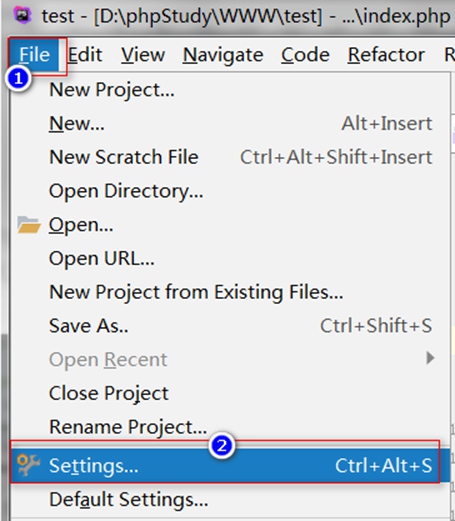 test - [D:\phpStudy\WWW\test] - ...\index.php
File Edit View Navigate Code Refactor R
1
New Project...
New... Alt+Insert
New Scratch File Ctrl+Alt+Shift+Insert
Open Directory...
Open...
Open URL...
New Project from Existing Files...
Save As.. Ctrl+Shift+S
Open Recent
Close Project
Rename Project...
2
Settings... Ctrl+Alt+S
Default Settings...